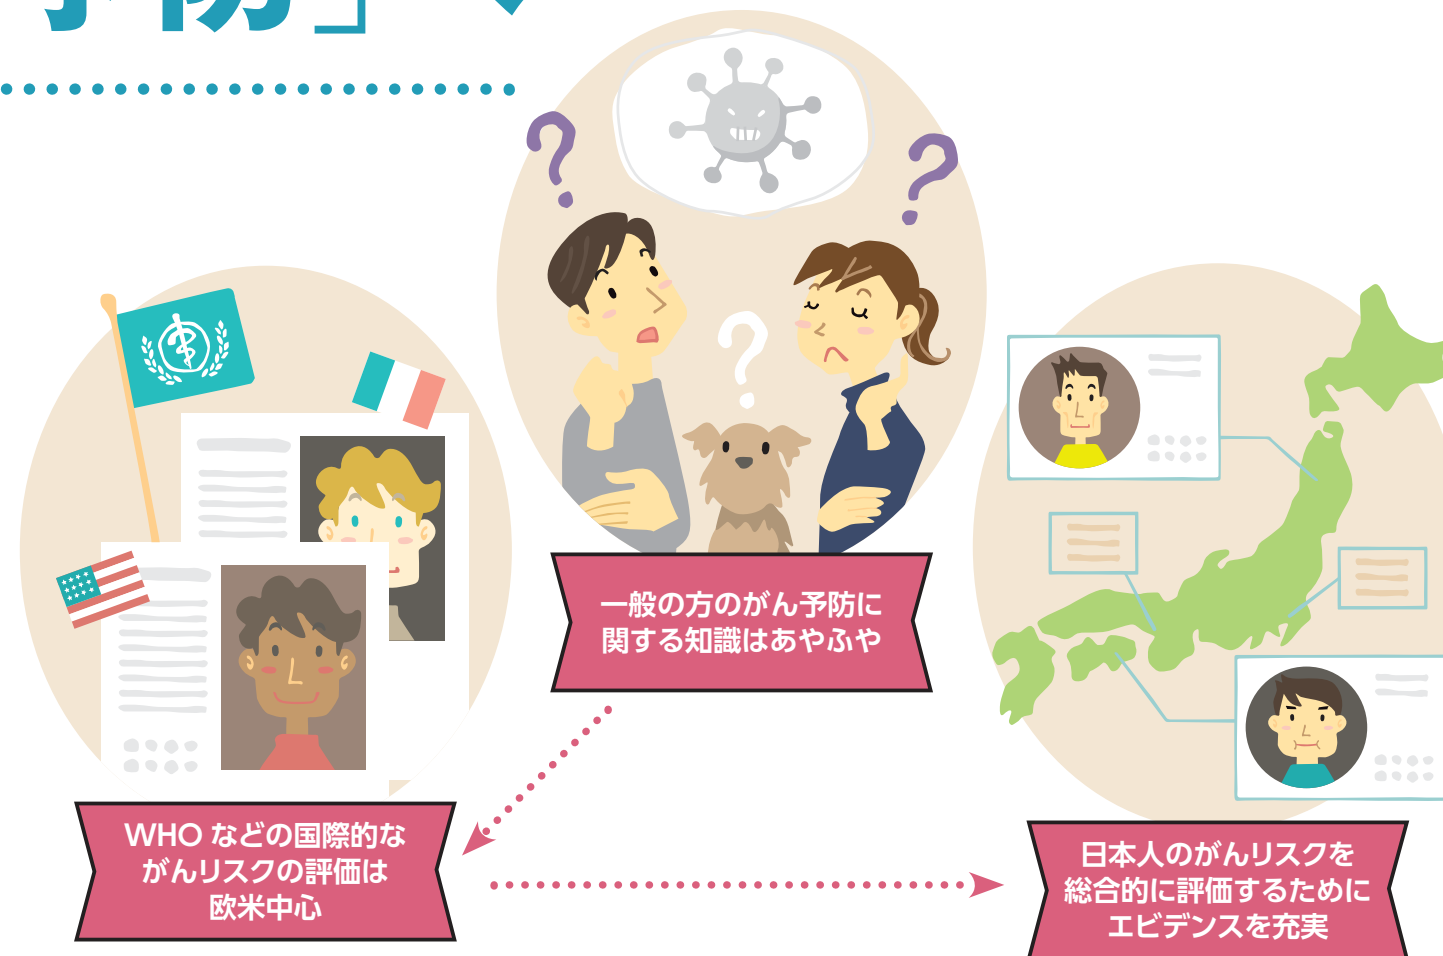 予防」へ
一般の方のがん予防に
関する知識はあやふや
WHO などの国際的な
がんリスクの評価は
欧米中心
日本人のがんリスクを
総合的に評価するために
エビデンスを充実